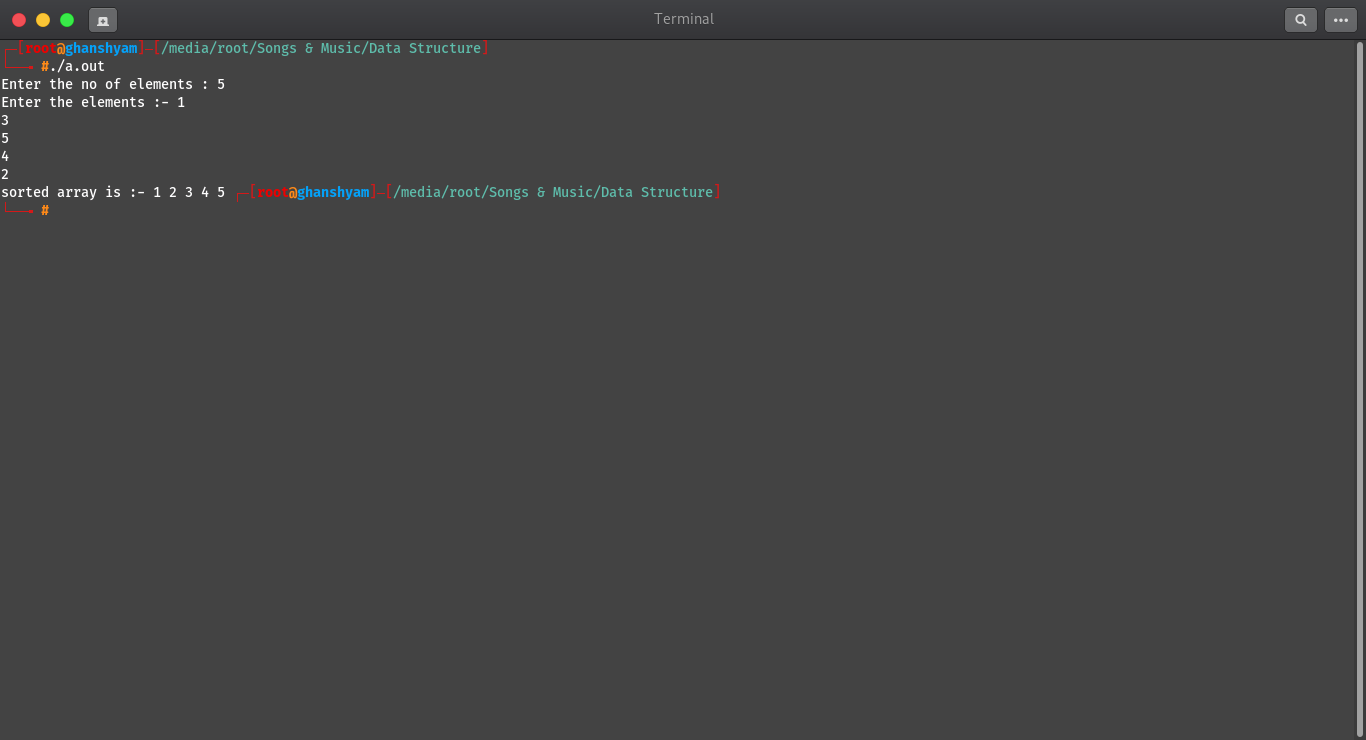 Terminal
┌─[root@ghanshyam]─[/media/root/Songs & Music/Data Structure]
└──╼ #./a.out
Enter the no of elements : 5
Enter the elements :- 1
3
5
4
2
sorted array is :- 1 2 3 4 5 ┌─[root@ghanshyam]─[/media/root/Songs & Music/Data Structure]
└──╼ #